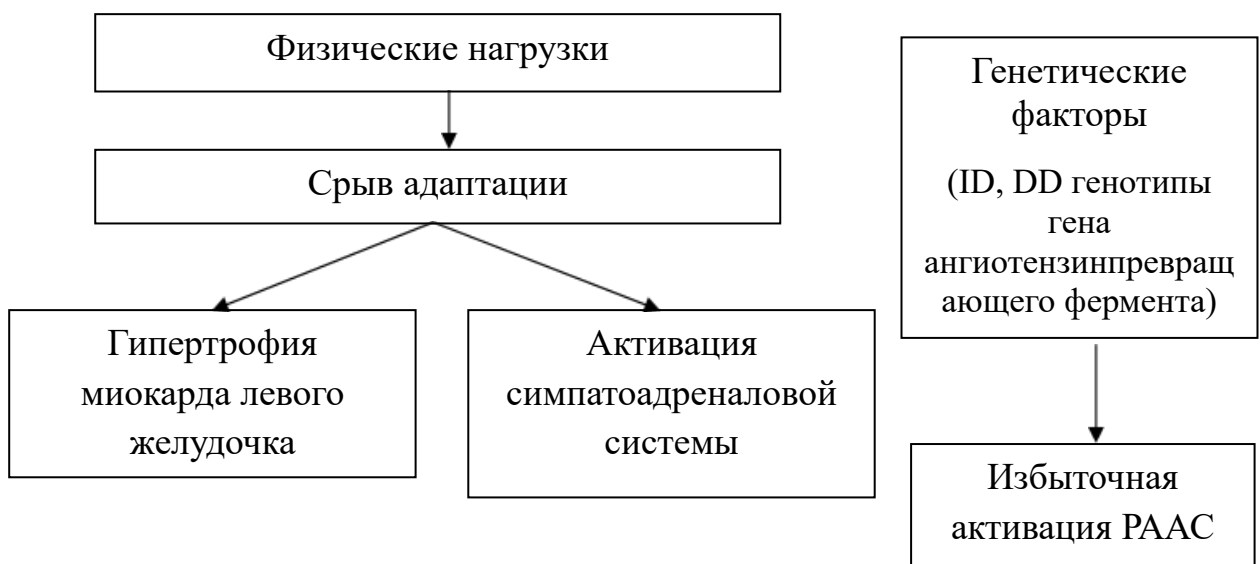 Физические нагрузки
Срыв адаптации
Гипертрофия
миокарда левого
желудочка
Активация
симпатоадреналовой
системы
Генетические
факторы
(ID, DD генотипы
гена
ангиотензинпревращ
ающего фермента)
Избыточная
активация РААС